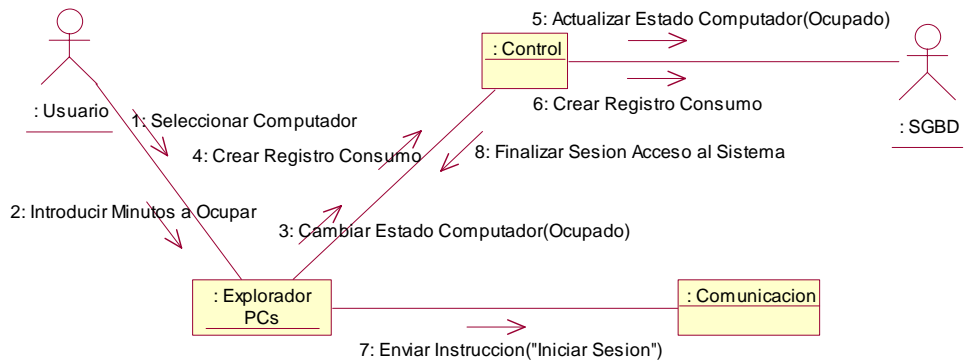 5: Actualizar Estado Computador(Ocupado)
: Control
: Usuario
6: Crear Registro Consumo
: SGBD
1: Seleccionar Computador
4: Crear Registro Consumo
8: Finalizar Sesion Acceso al Sistema
2: Introducir Minutos a Ocupar
3: Cambiar Estado Computador(Ocupado)
: Explorador
PCs
: Comunicacion
7: Enviar Instruccion("Iniciar Sesion")